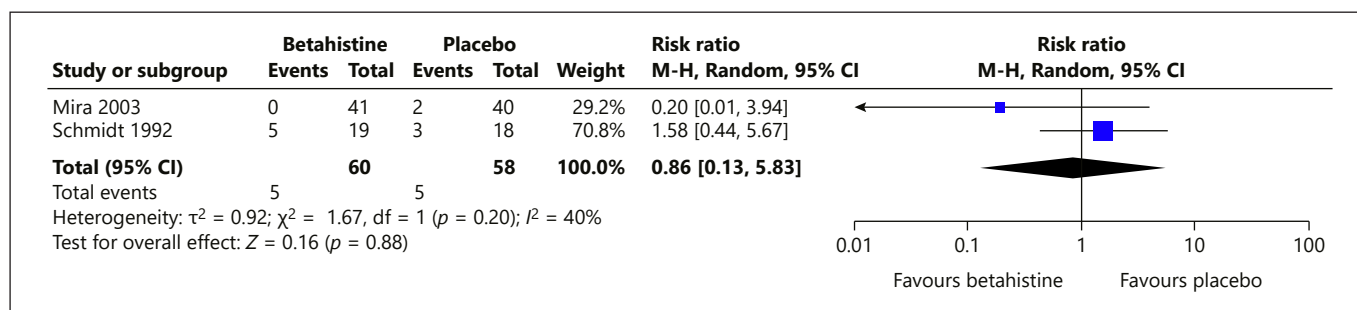 Betahistine Placebo Risk ratio Risk ratio
Study or subgroup Events Total Events Total Weight M-H, Random, 95% CI M-H, Random, 95% CI
Mira 2003 0 41 2 40 29.2% 0.20 [0.01, 3.94]
Schmidt 1992 5 19 3 18 70.8% 1.58 [0.44, 5.67]
Total (95% CI) 60 58 100.0% 0.86 [0.13, 5.83]
Total events 5 5
Heterogeneity: τ² = 0.92; χ² = 1.67, df = 1 (p = 0.20); I² = 40%
Test for overall effect: Z = 0.16 (p = 0.88)
0.01 0.1 1 10 100
Favours betahistine Favours placebo